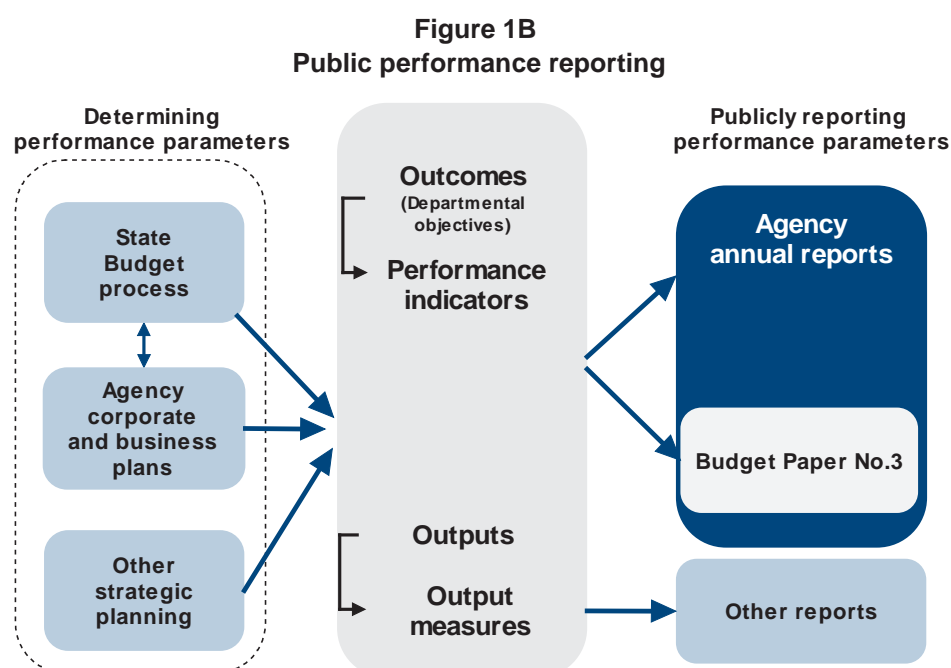 Figure 1B
Public performance reporting
Determining
performance parameters
State
Budget
process
Agency
corporate
and business
plans
Other
strategic
planning
Outcomes
(Departmental
objectives)
Performance
indicators
Outputs
Output
measures
Publicly reporting
performance parameters
Agency
annual reports
Budget Paper No.3
Other reports